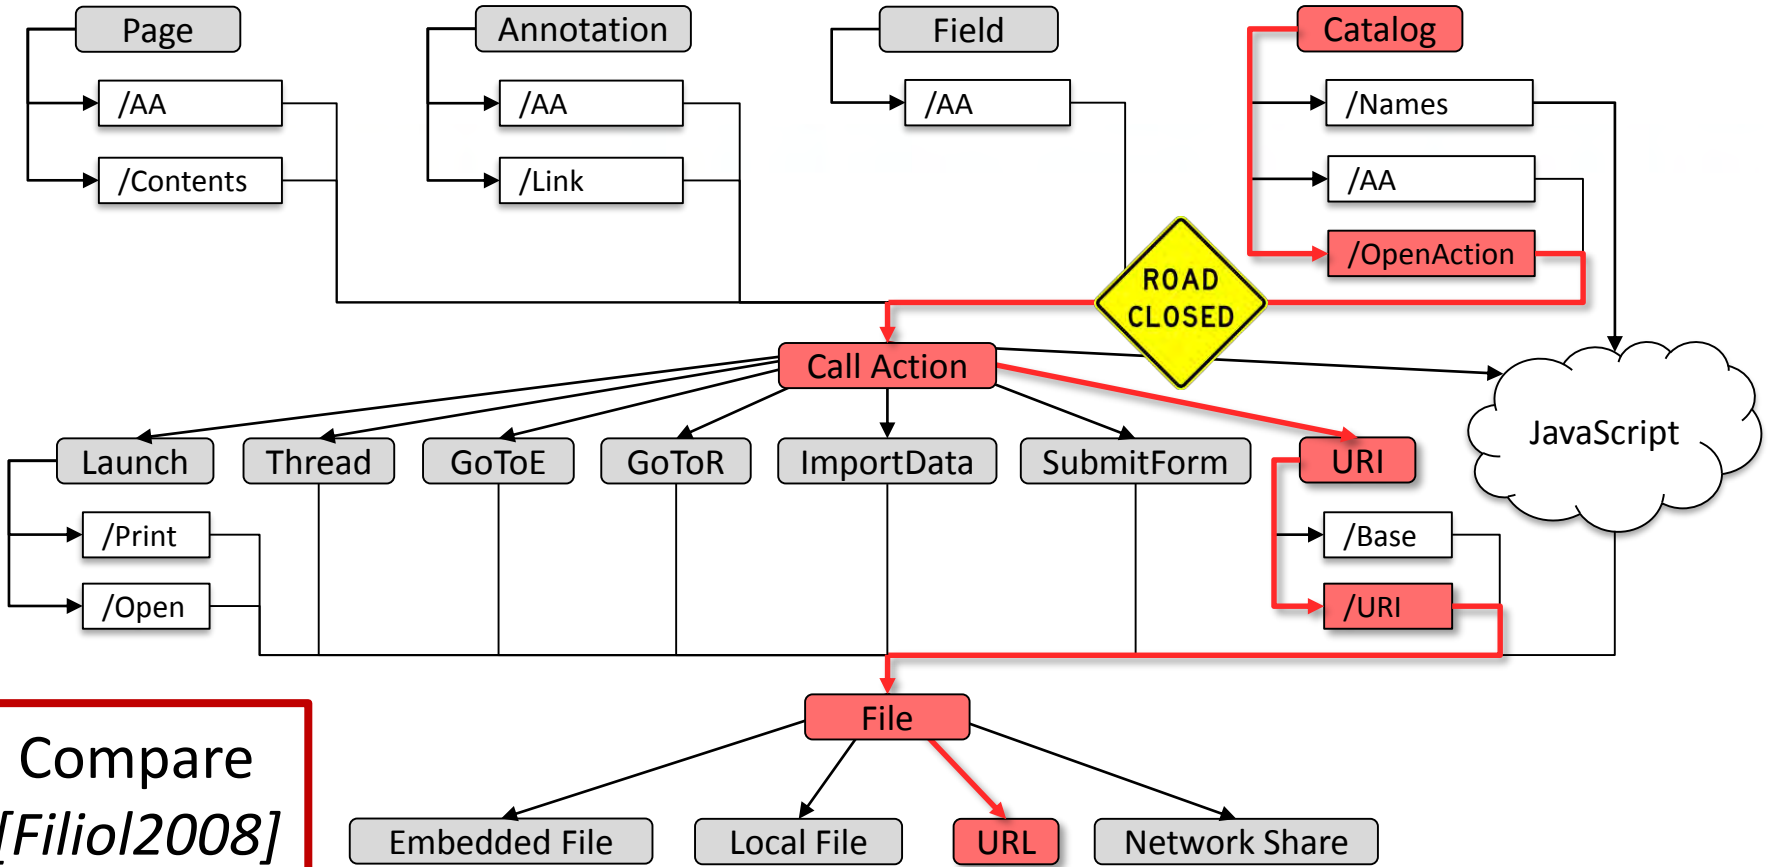 Page
Annotation
Field
Catalog
/AA
/AA
/AA
/Names
/Contents
/Link
/AA
/OpenAction
ROAD
CLOSED
Call Action
JavaScript
Launch
Thread
GoToE
GoToR
ImportData
SubmitForm
URI
/Print
/Base
/Open
/URI
File
Compare
[Filiol2008]
Embedded File
Local File
URL
Network Share